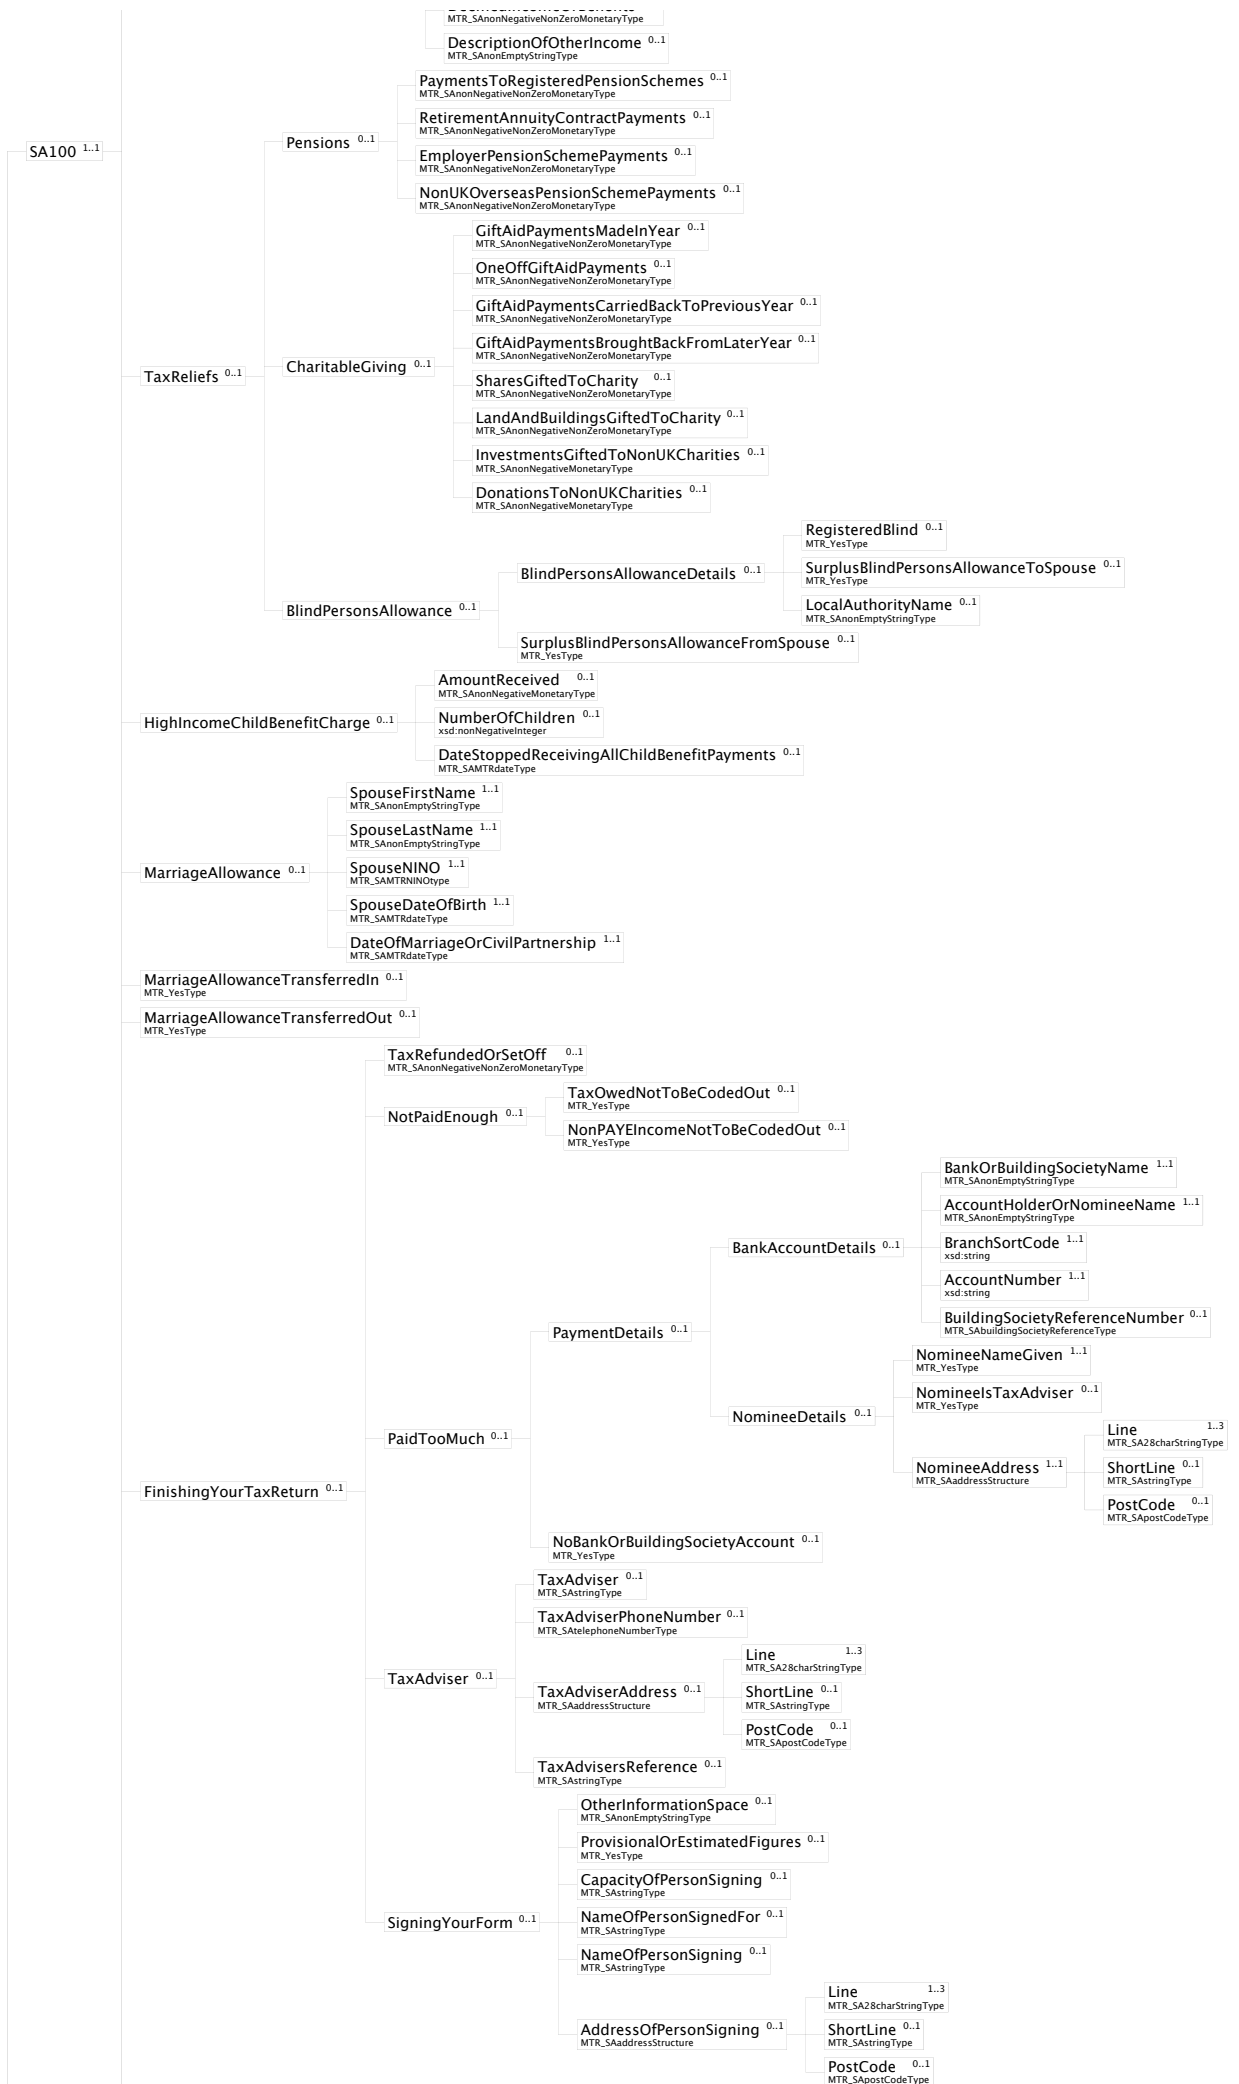 MTR_SAnonNegativeNonZeroMonetaryType
DescriptionOfOtherIncome 0..1
MTR_SAnonEmptyStringType
PaymentsToRegisteredPensionSchemes 0..1
MTR_SAnonNegativeNonZeroMonetaryType
RetirementAnnuityContractPayments 0..1
MTR_SAnonNegativeNonZeroMonetaryType
SA100 1..1
Pensions 0..1
EmployerPensionSchemePayments 0..1
MTR_SAnonNegativeNonZeroMonetaryType
NonUKOverseasPensionSchemePayments 0..1
MTR_SAnonNegativeNonZeroMonetaryType
GiftAidPaymentsMadeInYear 0..1
MTR_SAnonNegativeNonZeroMonetaryType
OneOffGiftAidPayments 0..1
MTR_SAnonNegativeNonZeroMonetaryType
GiftAidPaymentsCarriedBackToPreviousYear 0..1
MTR_SAnonNegativeNonZeroMonetaryType
GiftAidPaymentsBroughtBackFromLaterYear 0..1
MTR_SAnonNegativeNonZeroMonetaryType
TaxReliefs 0..1
CharitableGiving 0..1
SharesGiftedToCharity 0..1
MTR_SAnonNegativeNonZeroMonetaryType
LandAndBuildingsGiftedToCharity 0..1
MTR_SAnonNegativeNonZeroMonetaryType
InvestmentsGiftedToNonUKCharities 0..1
MTR_SAnonNegativeMonetaryType
DonationsToNonUKCharities 0..1
MTR_SAnonNegativeMonetaryType
RegisteredBlind 0..1
MTR_YesType
BlindPersonsAllowanceDetails 0..1
SurplusBlindPersonsAllowanceToSpouse 0..1
MTR_YesType
BlindPersonsAllowance 0..1
LocalAuthorityName 0..1
MTR_SAnonEmptyStringType
SurplusBlindPersonsAllowanceFromSpouse 0..1
MTR_YesType
AmountReceived 0..1
MTR_SAnonNegativeMonetaryType
HighIncomeChildBenefitCharge 0..1
NumberOfChildren 0..1
xsd:nonNegativeInteger
DateStoppedReceivingAllChildBenefitPayments 0..1
MTR_SAMTRdateType
SpouseFirstName 1..1
MTR_SAnonEmptyStringType
SpouseLastName 1..1
MTR_SAnonEmptyStringType
MarriageAllowance 0..1
SpouseNINO 1..1
MTR_SAMTRNINOtype
SpouseDateOfBirth 1..1
MTR_SAMTRdateType
DateOfMarriageOrCivilPartnership 1..1
MTR_SAMTRdateType
MarriageAllowanceTransferredIn 0..1
MTR_YesType
MarriageAllowanceTransferredOut 0..1
MTR_YesType
TaxRefundedOrSetOff 0..1
MTR_SAnonNegativeNonZeroMonetaryType
NotPaidEnough 0..1
TaxOwedNotToBeCodedOut 0..1
MTR_YesType
NonPAYEIncomeNotToBeCodedOut 0..1
MTR_YesType
BankOrBuildingSocietyName 1..1
MTR_SAnonEmptyStringType
AccountHolderOrNomineeName 1..1
MTR_SAnonEmptyStringType
BankAccountDetails 0..1
BranchSortCode 1..1
xsd:string
AccountNumber 1..1
xsd:string
BuildingSocietyReferenceNumber 0..1
MTR_SAbuildingSocietyReferenceType
PaymentDetails 0..1
NomineeNameGiven 1..1
MTR_YesType
NomineeIsTaxAdviser 0..1
MTR_YesType
NomineeDetails 0..1
PaidTooMuch 0..1
Line 1..3
MTR_SA28charStringType
NomineeAddress 1..1
MTR_SAaddressStructure
ShortLine 0..1
MTR_SAstringType
PostCode 0..1
MTR_SApostCodeType
FinishingYourTaxReturn 0..1
NoBankOrBuildingSocietyAccount 0..1
MTR_YesType
TaxAdviser 0..1
MTR_SAstringType
TaxAdviserPhoneNumber 0..1
MTR_SAtelephoneNumberType
Line 1..3
MTR_SA28charStringType
TaxAdviser 0..1
TaxAdviserAddress 0..1
MTR_SAaddressStructure
ShortLine 0..1
MTR_SAstringType
PostCode 0..1
MTR_SApostCodeType
TaxAdvisersReference 0..1
MTR_SAstringType
OtherInformationSpace 0..1
MTR_SAnonEmptyStringType
ProvisionalOrEstimatedFigures 0..1
MTR_YesType
CapacityOfPersonSigning 0..1
MTR_SAstringType
SigningYourForm 0..1
NameOfPersonSignedFor 0..1
MTR_SAstringType
NameOfPersonSigning 0..1
MTR_SAstringType
Line 1..3
MTR_SA28charStringType
AddressOfPersonSigning 0..1
MTR_SAaddressStructure
ShortLine 0..1
MTR_SAstringType
PostCode 0..1
MTR_SApostCodeType